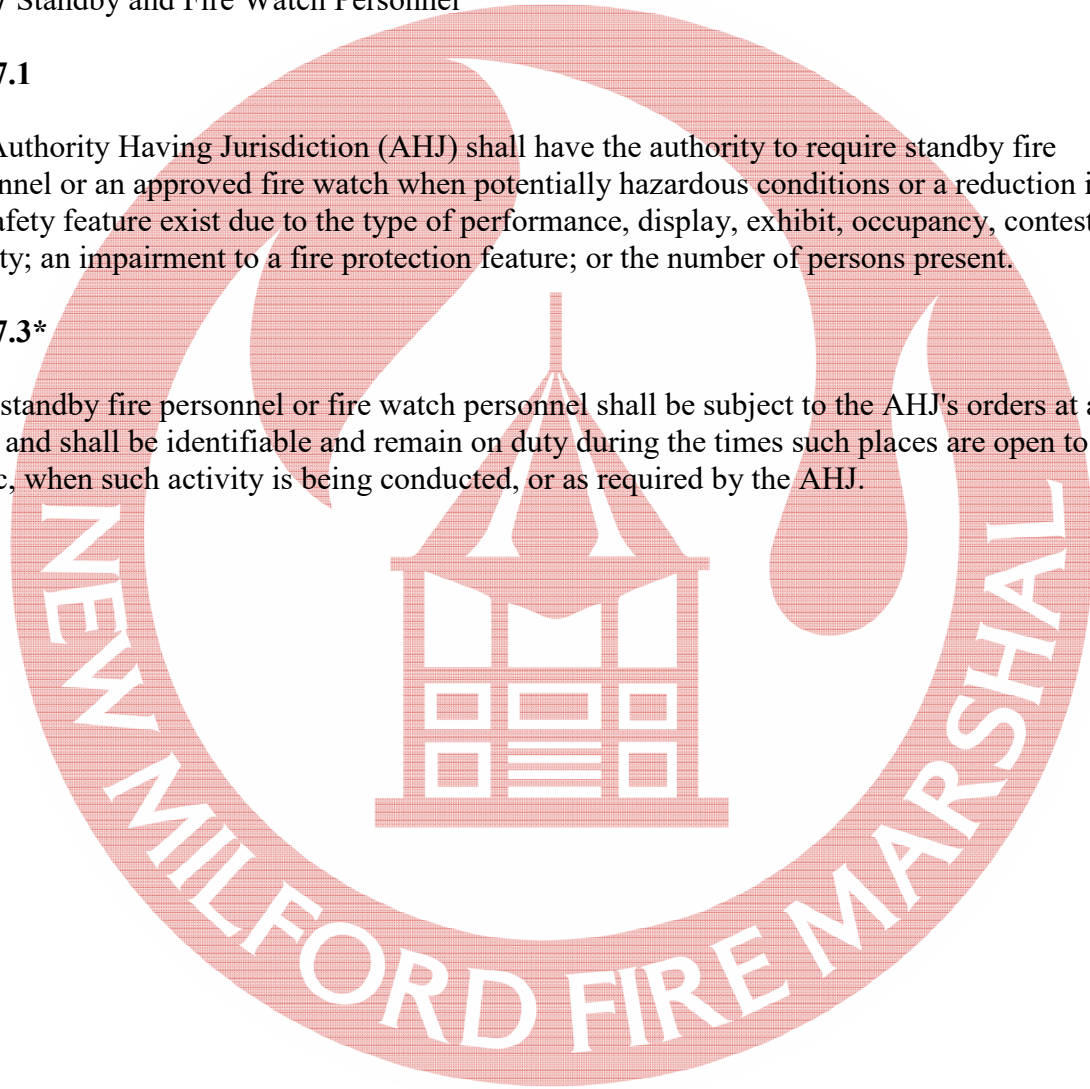 y Standby and Fire Watch Personnel
7.1
Authority Having Jurisdiction (AHJ) shall have the authority to require standby fire
nnel or an approved fire watch when potentially hazardous conditions or a reduction i
afety feature exist due to the type of performance, display, exhibit, occupancy, contest
ty; an impairment to a fire protection feature; or the number of persons present.
7.3*
standby fire personnel or fire watch personnel shall be subject to the AHJ's orders at a
and shall be identifiable and remain on duty during the times such places are open to
c, when such activity is being conducted, or as required by the AHJ.
NEW MILFORD FIRE MARSHAL